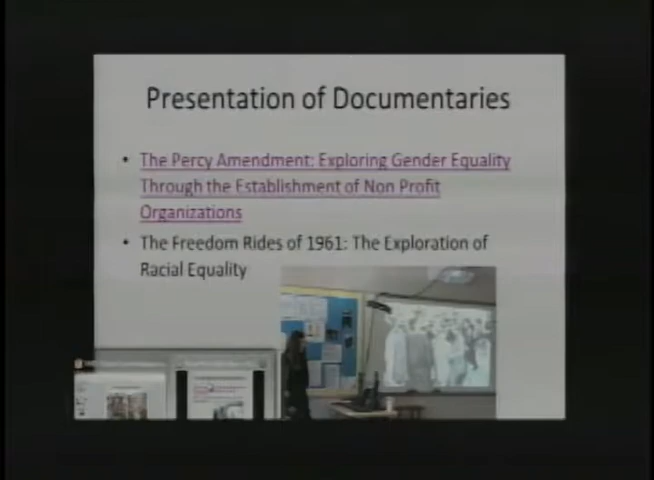 Presentation of Documentaries
• The Percy Amendment: Exploring Gender Equality
Through the Establishment of Non Profit
Organizations
• The Freedom Rides of 1961: The Exploration of
Racial Equality